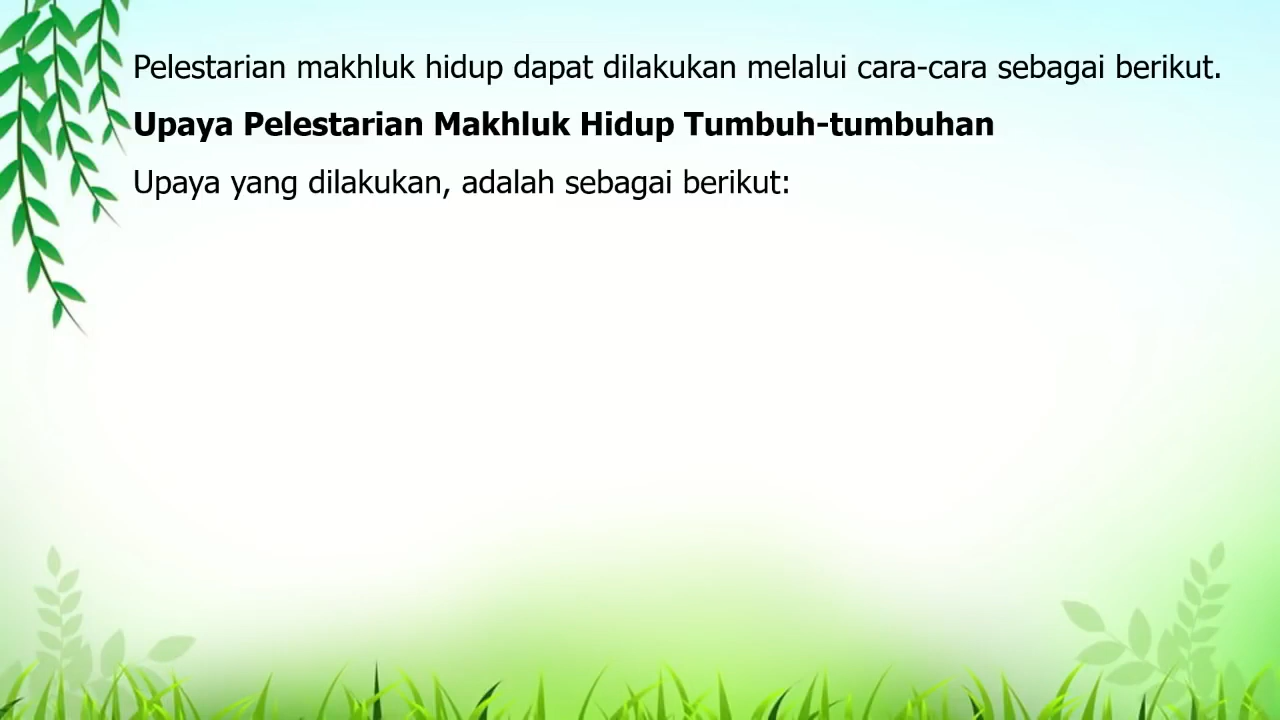 Pelestarian makhluk hidup dapat dilakukan melalui cara-cara sebagai berikut.
Upaya Pelestarian Makhluk Hidup Tumbuh-tumbuhan
Upaya yang dilakukan, adalah sebagai berikut: